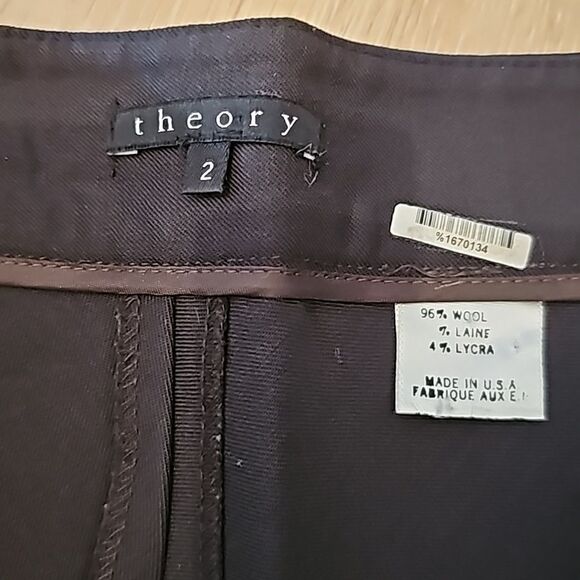 theory
2
%1670134
96% WOOL
% LAINE
4% LYCRA
MADE IN U.S.A
FABRIQUE AUX E.